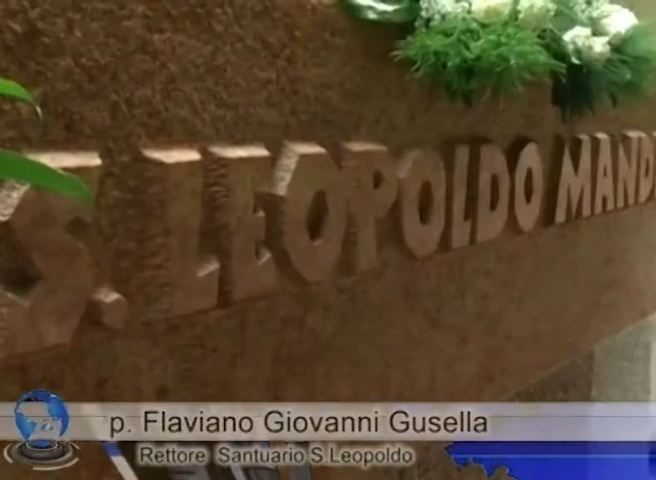 S. LEOPOLDO MAND
p. Flaviano Giovanni Gusella
Rettore Santuario S.Leopoldo